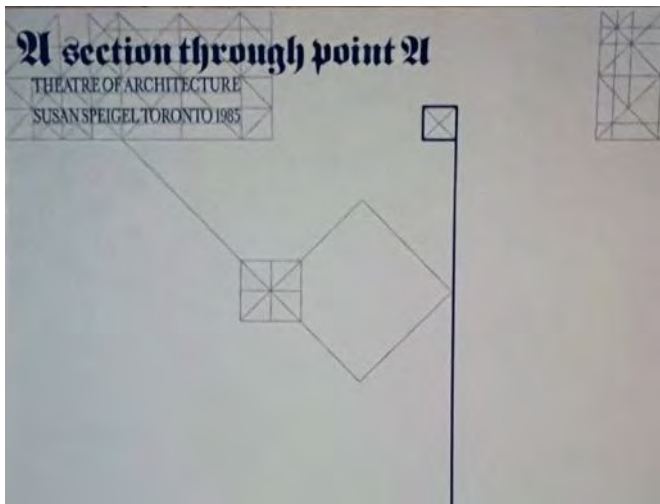 A section through point A
THEATRE OF ARCHITECTURE
SUSAN SPEIGEL TORONTO 1985